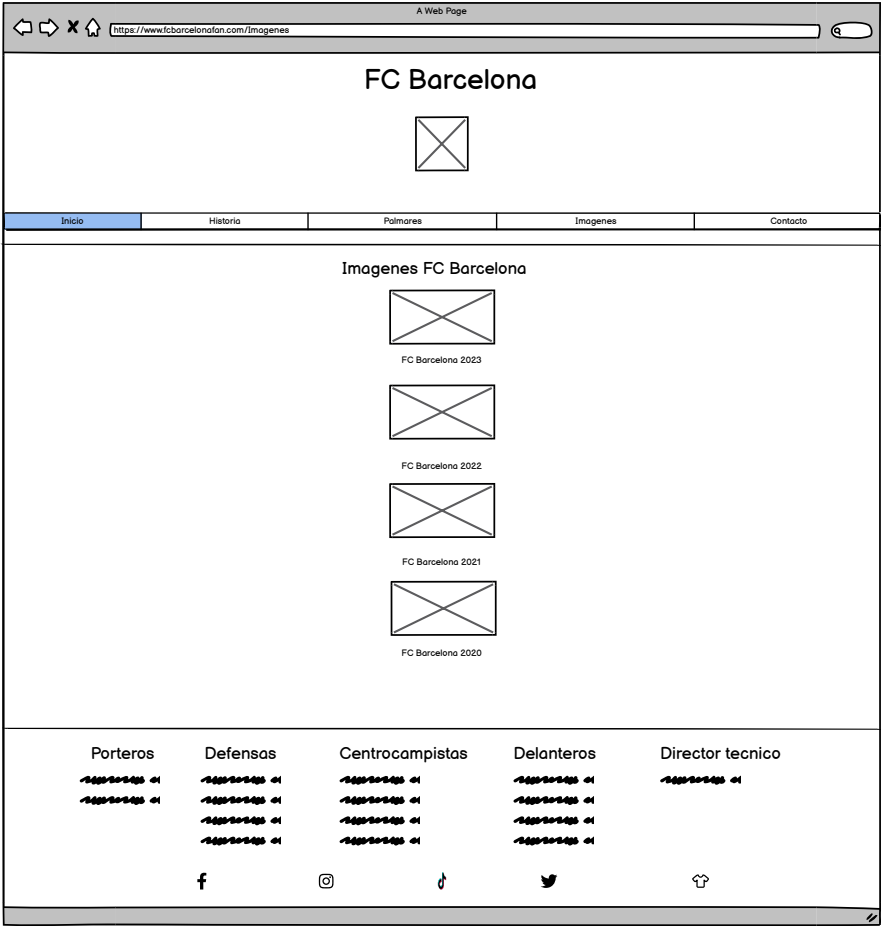 A Web Page
https://www.fcbarcelonafan.com/Imagenes
FC Barcelona
Inicio Historia Palmares Imagenes Contacto
Imagenes FC Barcelona
FC Barcelona 2023
FC Barcelona 2022
FC Barcelona 2021
FC Barcelona 2020
Porteros Defensas Centrocampistas Delanteros Director tecnico